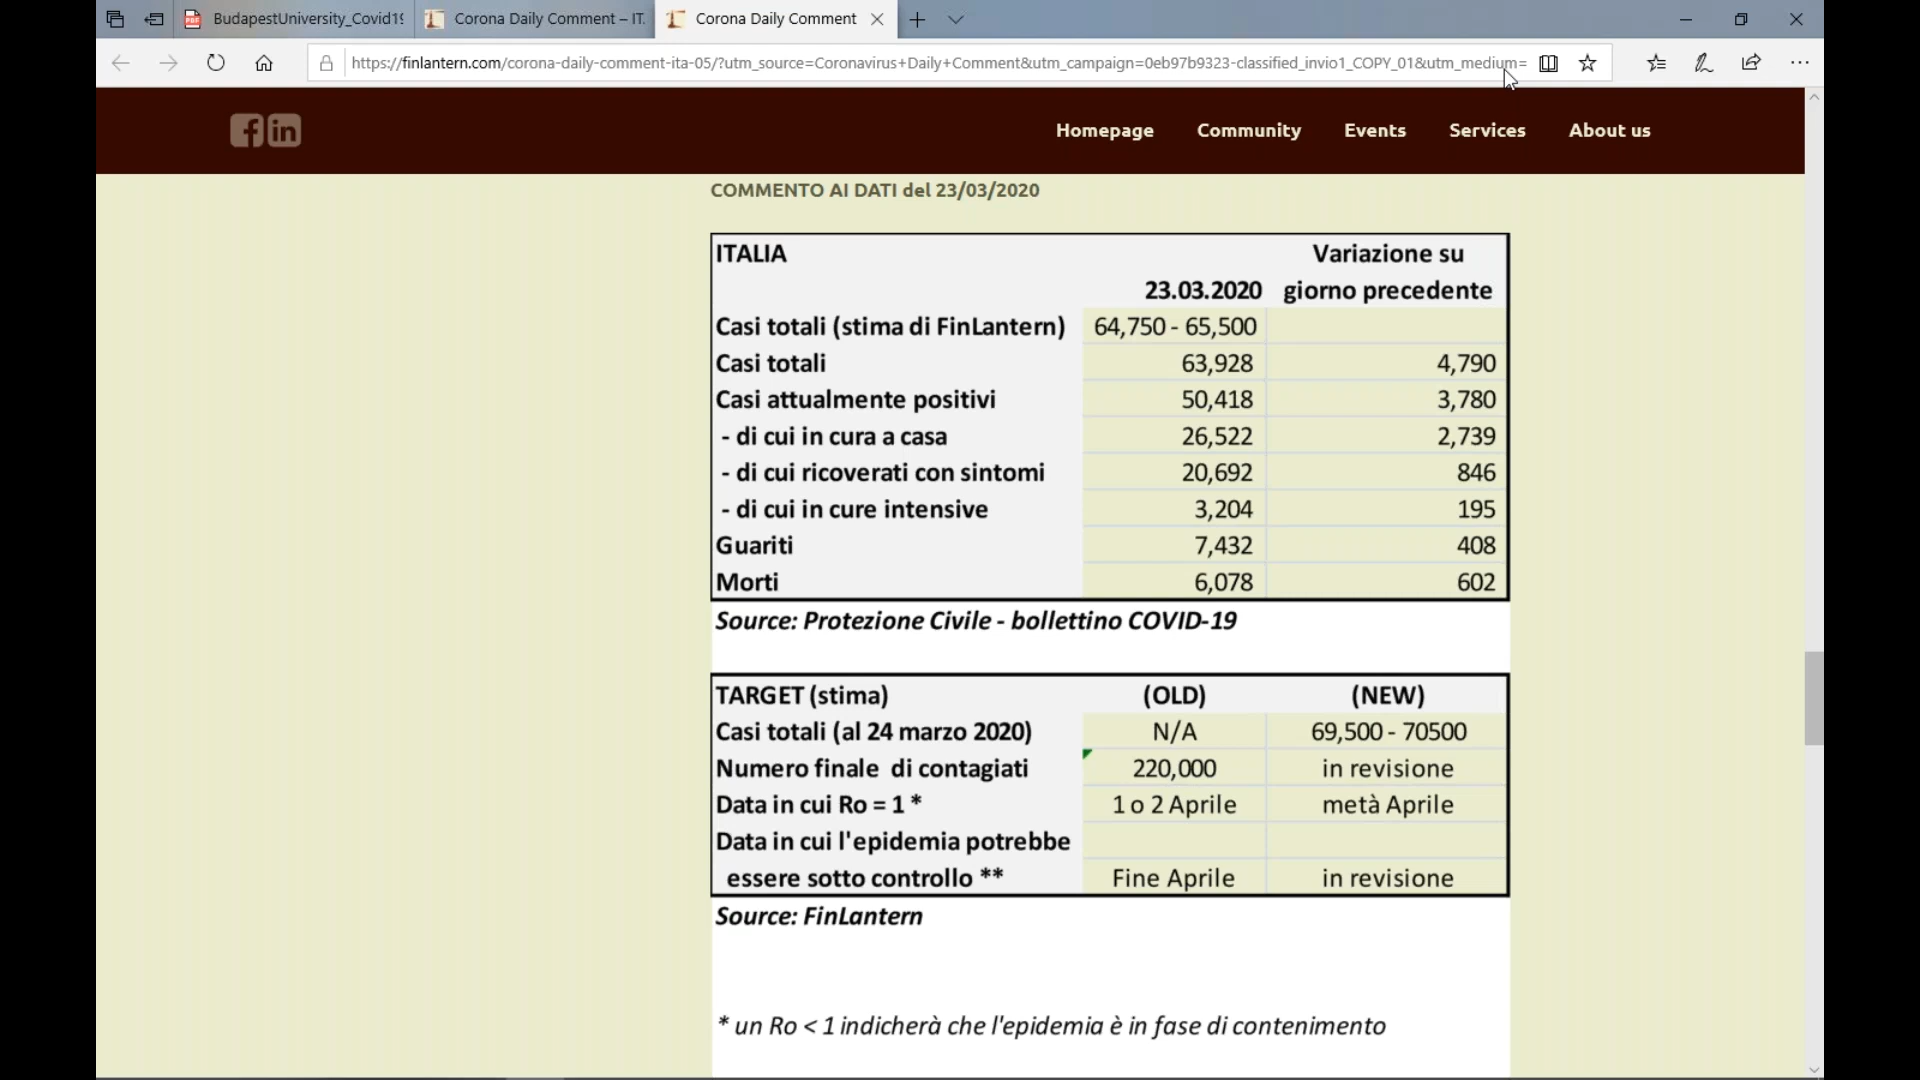 BudapestUniversity_Covid19
Corona Daily Comment – IT.
Corona Daily Comment
https://finlantern.com/corona-daily-comment-ita-05/?utm_source=Coronavirus+Daily+Comment&utm_campaign=0eb97b9323-classified_invio1_COPY_01&utm_medium=
Homepage Community Events Services About us
COMMENTO AI DATI del 23/03/2020
ITALIA Variazione su
23.03.2020 giorno precedente
Casi totali (stima di FinLantern) 64,750 - 65,500
Casi totali 63,928 4,790
Casi attualmente positivi 50,418 3,780
- di cui in cura a casa 26,522 2,739
- di cui ricoverati con sintomi 20,692 846
- di cui in cure intensive 3,204 195
Guariti 7,432 408
Morti 6,078 602
Source: Protezione Civile - bollettino COVID-19
TARGET (stima) (OLD) (NEW)
Casi totali (al 24 marzo 2020) N/A 69,500 - 70500
Numero finale di contagiati 220,000 in revisione
Data in cui Ro = 1 * 1 o 2 Aprile metà Aprile
Data in cui l'epidemia potrebbe
essere sotto controllo ** Fine Aprile in revisione
Source: FinLantern
* un Ro < 1 indicherà che l'epidemia è in fase di contenimento